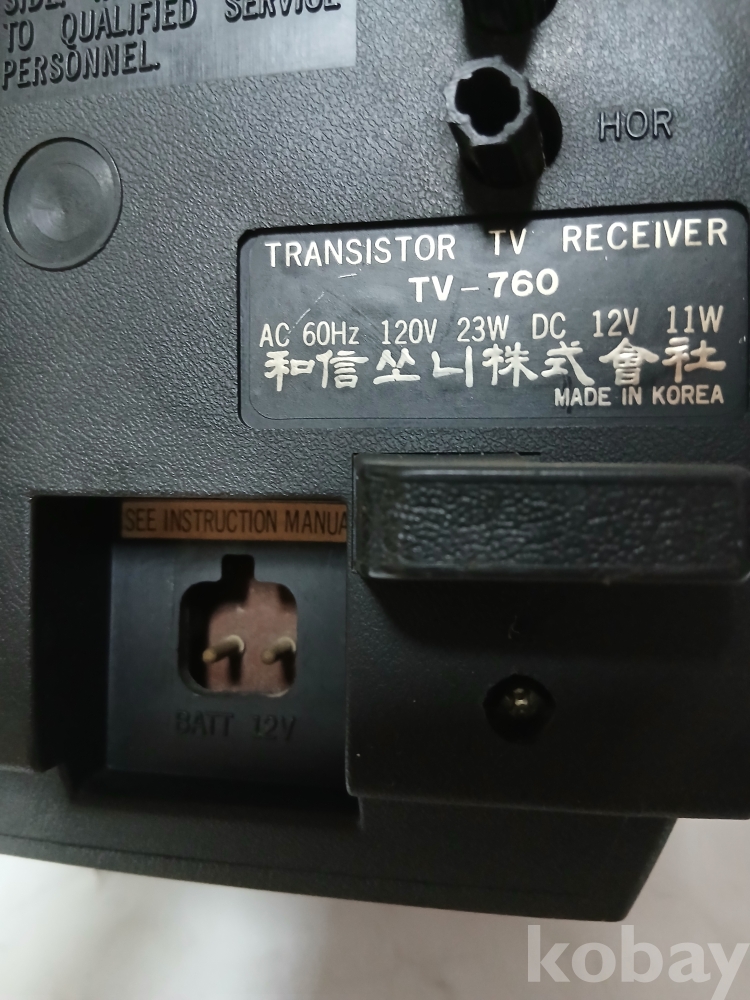 TO QUALIFIED SERVICE
PERSONNEL.
HOR
TRANSISTOR TV RECEIVER
TV-760
AC 60Hz 120V 23W DC 12V 11W
和信쏘니株式會社
MADE IN KOREA
SEE INSTRUCTION MANUA
BATT 12V
kobay